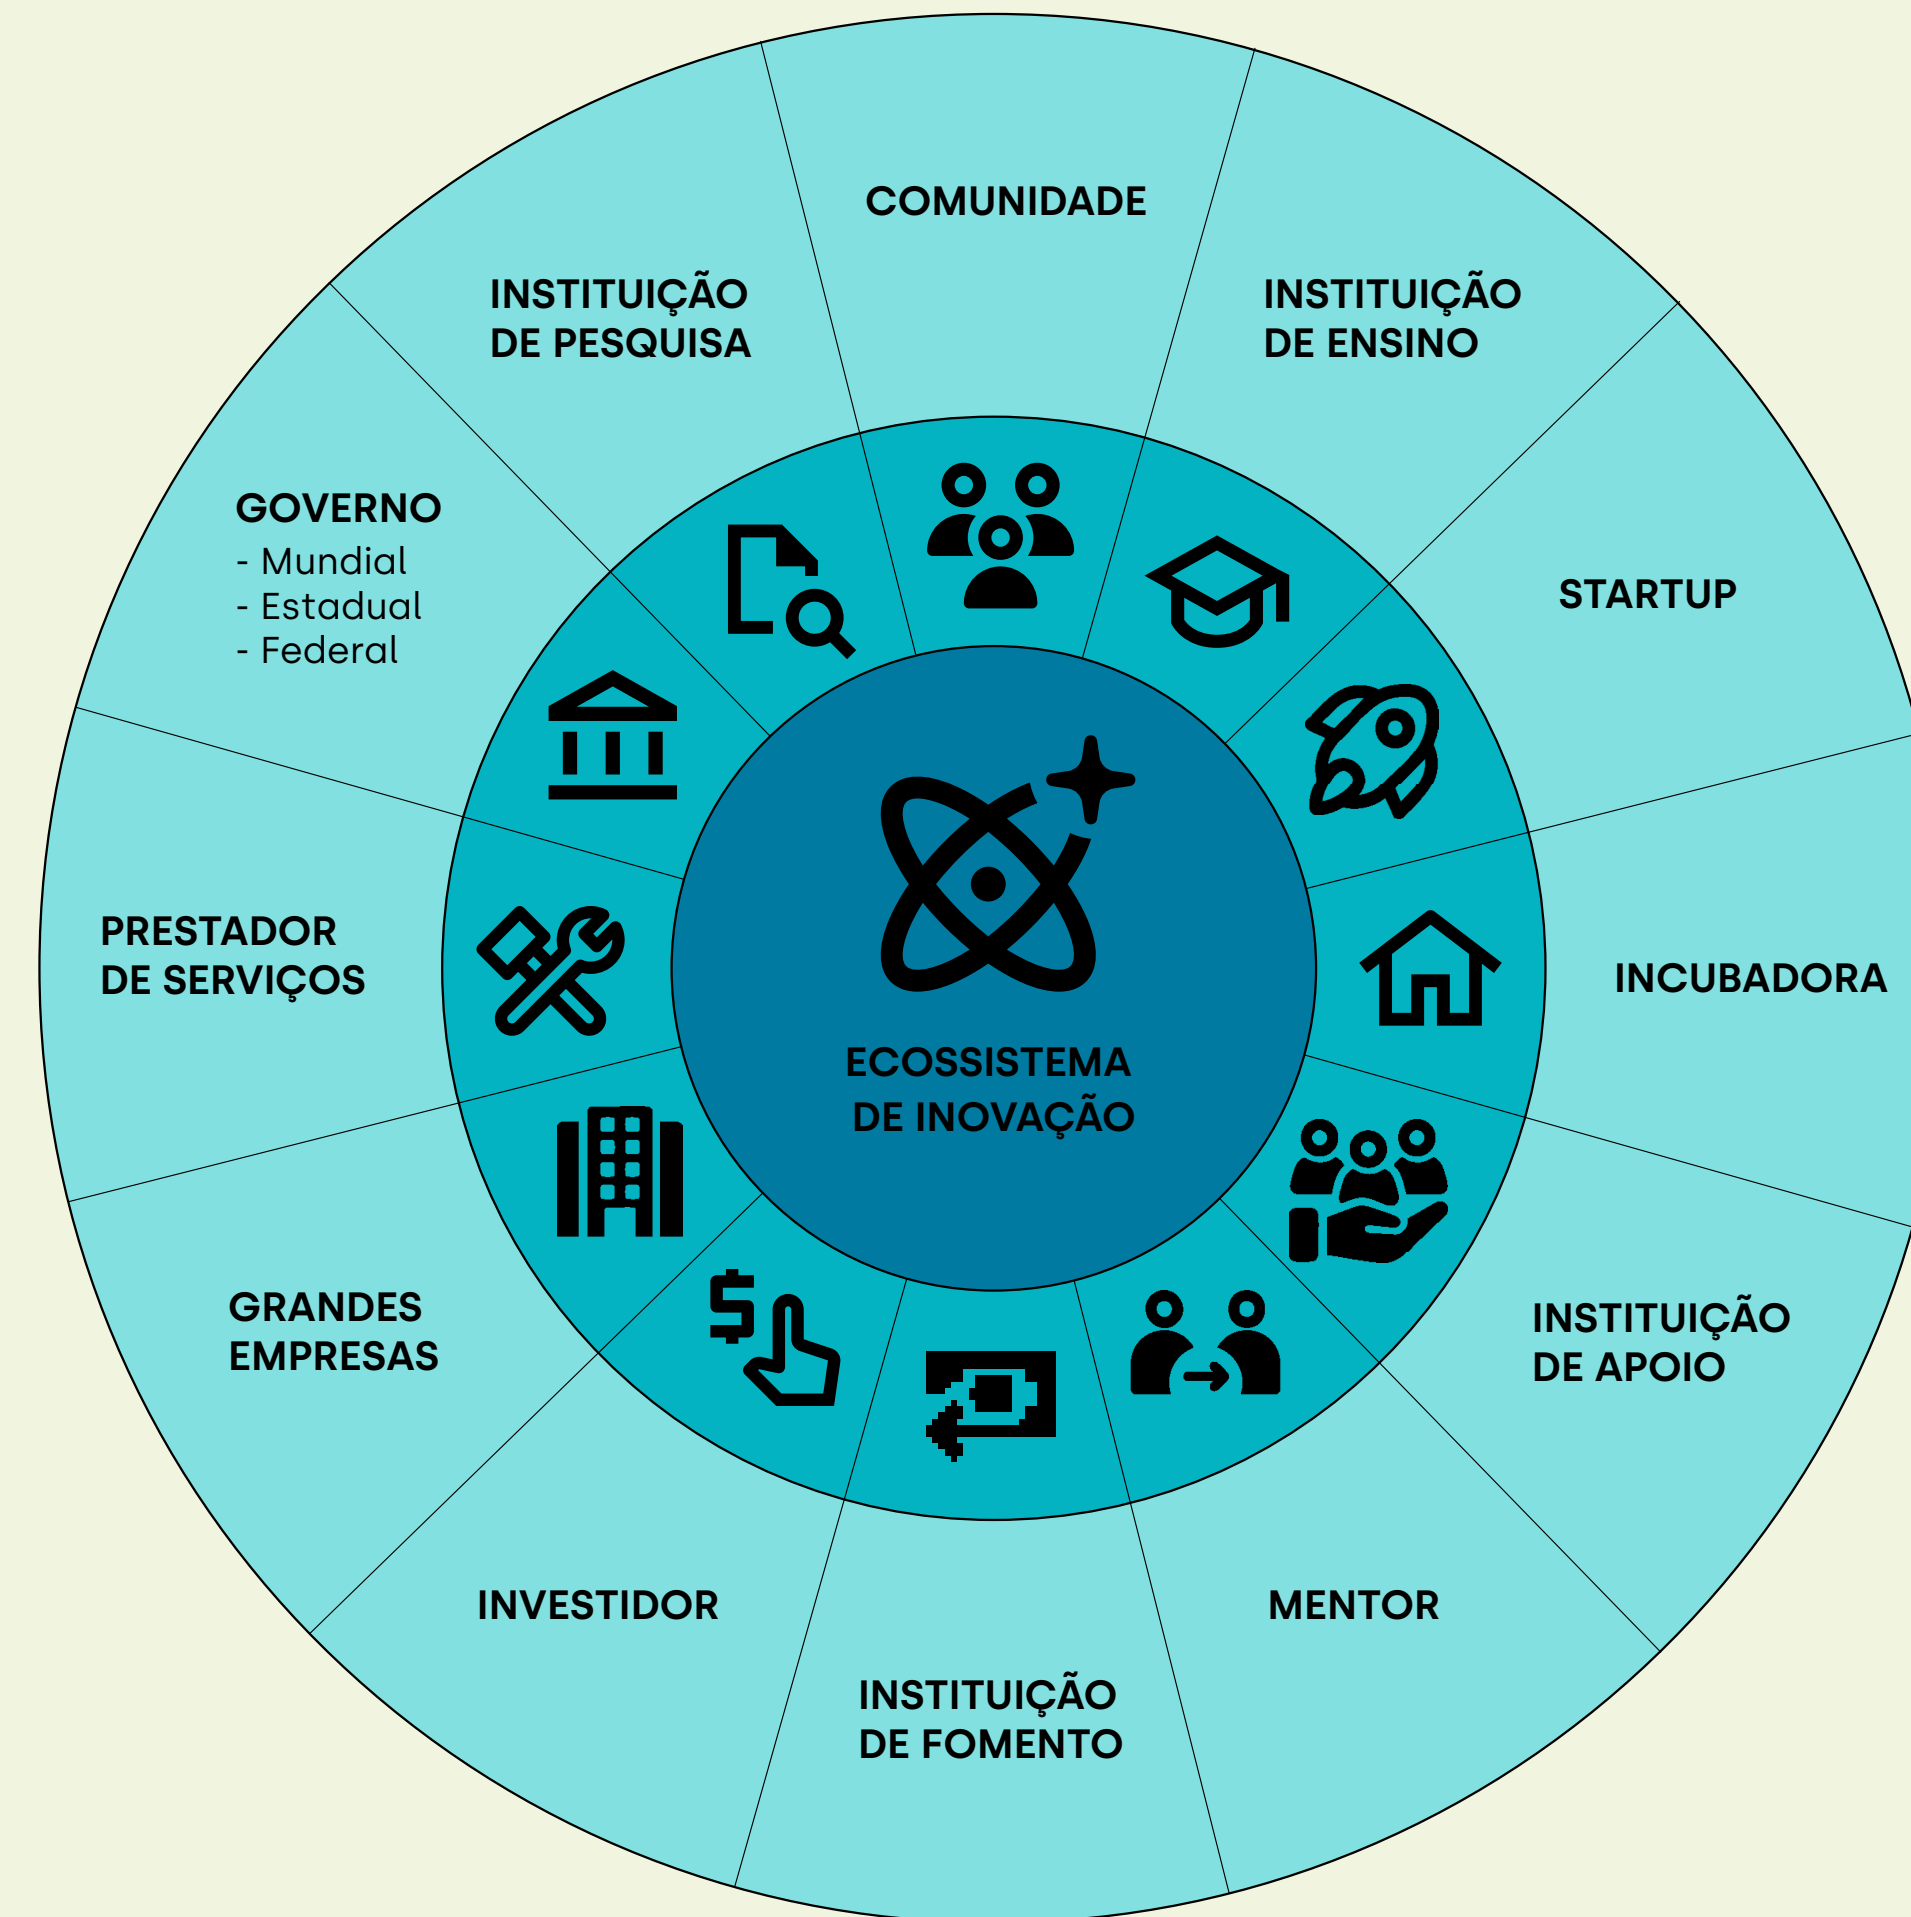 COMUNIDADE
INSTITUIÇÃO
DE ENSINO
STARTUP
INCUBADORA
INSTITUIÇÃO
DE APOIO
MENTOR
INSTITUIÇÃO
DE FOMENTO
INVESTIDOR
GRANDES
EMPRESAS
PRESTADOR
DE SERVIÇOS
GOVERNO
- Mundial
- Estadual
- Federal
INSTITUIÇÃO
DE PESQUISA
ECOSSISTEMA
DE INOVAÇÃO